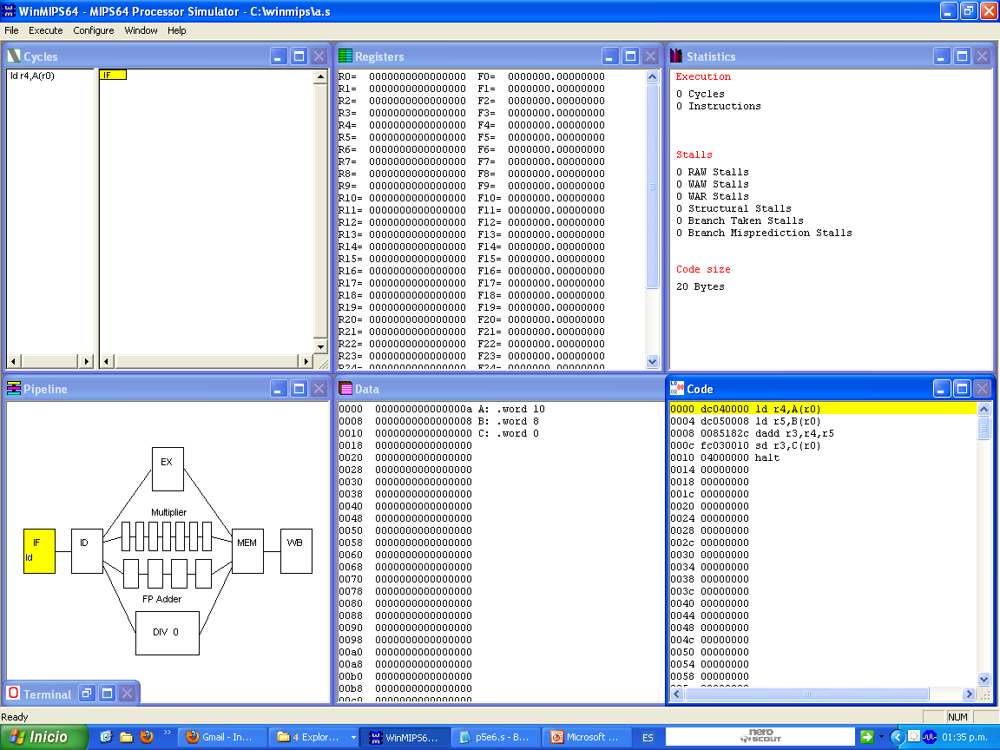 WinMIPS64 - MIPS64 Processor Simulator - C:\winmips\a.s
File Execute Configure Window Help
Cycles
ld r4,A(r0)
IF
Registers
R0= 0000000000000000 F0= 0000000.00000000
R1= 0000000000000000 F1= 0000000.00000000
R2= 0000000000000000 F2= 0000000.00000000
R3= 0000000000000000 F3= 0000000.00000000
R4= 0000000000000000 F4= 0000000.00000000
R5= 0000000000000000 F5= 0000000.00000000
R6= 0000000000000000 F6= 0000000.00000000
R7= 0000000000000000 F7= 0000000.00000000
R8= 0000000000000000 F8= 0000000.00000000
R9= 0000000000000000 F9= 0000000.00000000
R10= 0000000000000000 F10= 0000000.00000000
R11= 0000000000000000 F11= 0000000.00000000
R12= 0000000000000000 F12= 0000000.00000000
R13= 0000000000000000 F13= 0000000.00000000
R14= 0000000000000000 F14= 0000000.00000000
R15= 0000000000000000 F15= 0000000.00000000
R16= 0000000000000000 F16= 0000000.00000000
R17= 0000000000000000 F17= 0000000.00000000
R18= 0000000000000000 F18= 0000000.00000000
R19= 0000000000000000 F19= 0000000.00000000
R20= 0000000000000000 F20= 0000000.00000000
R21= 0000000000000000 F21= 0000000.00000000
R22= 0000000000000000 F22= 0000000.00000000
R23= 0000000000000000 F23= 0000000.00000000
R24= 0000000000000000 F24= 0000000.00000000
Statistics
Execution
0 Cycles
0 Instructions
Stalls
0 RAW Stalls
0 WAW Stalls
0 WAR Stalls
0 Structural Stalls
0 Branch Taken Stalls
0 Branch Misprediction Stalls
Code size
20 Bytes
Pipeline
EX
Multiplier
IF
ld
ID
MEM
WB
FP Adder
DIV 0
Terminal
Data
0000 000000000000000a A: .word 10
0008 0000000000000008 B: .word 8
0010 0000000000000000 C: .word 0
0018 0000000000000000
0020 0000000000000000
0028 0000000000000000
0030 0000000000000000
0038 0000000000000000
0040 0000000000000000
0048 0000000000000000
0050 0000000000000000
0058 0000000000000000
0060 0000000000000000
0068 0000000000000000
0070 0000000000000000
0078 0000000000000000
0080 0000000000000000
0088 0000000000000000
0090 0000000000000000
0098 0000000000000000
00a0 0000000000000000
00a8 0000000000000000
00b0 0000000000000000
00b8 0000000000000000
00c0 0000000000000000
Code
0000 dc040000 ld r4,A(r0)
0004 dc050008 ld r5,B(r0)
0008 0085182c dadd r3,r4,r5
000c fc030010 sd r3,C(r0)
0010 04000000 halt
0014 00000000
0018 00000000
001c 00000000
0020 00000000
0024 00000000
0028 00000000
002c 00000000
0030 00000000
0034 00000000
0038 00000000
003c 00000000
0040 00000000
0044 00000000
0048 00000000
004c 00000000
0050 00000000
0054 00000000
0058 00000000
Ready
NUM
Inicio
Gmail - In...
4 Explor...
WinMIPS6...
p5e6.s - B...
Microsoft ...
ES
nero SCOUT
01:35 p.m.